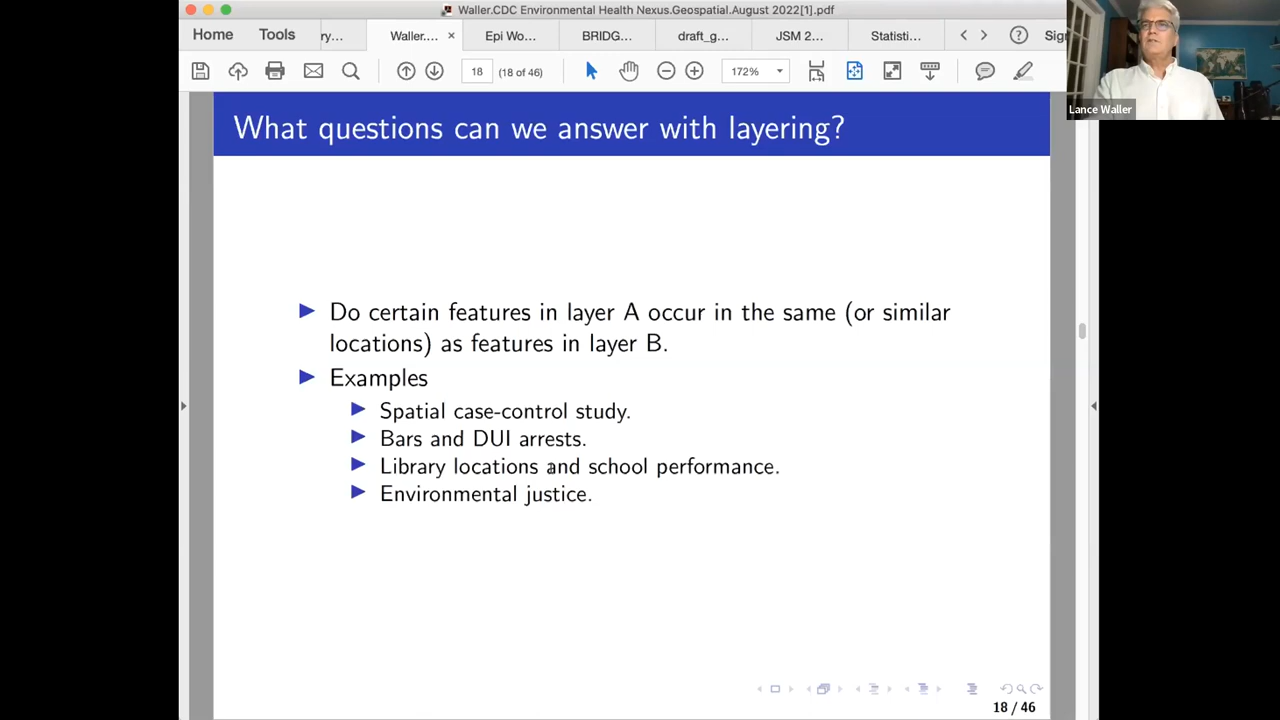 Waller.CDC Environmental Health Nexus.Geospatial.August 2022[1].pdf
Home Tools ry... Waller.... × Epi Wo... BRIDG... draft_g... JSM 2... Statisti... ? Sig
18 (18 of 46) 172%
Lance Waller
What questions can we answer with layering?
Do certain features in layer A occur in the same (or similar
locations) as features in layer B.
Examples
Spatial case-control study.
Bars and DUI arrests.
Library locations and school performance.
Environmental justice.
18 / 46